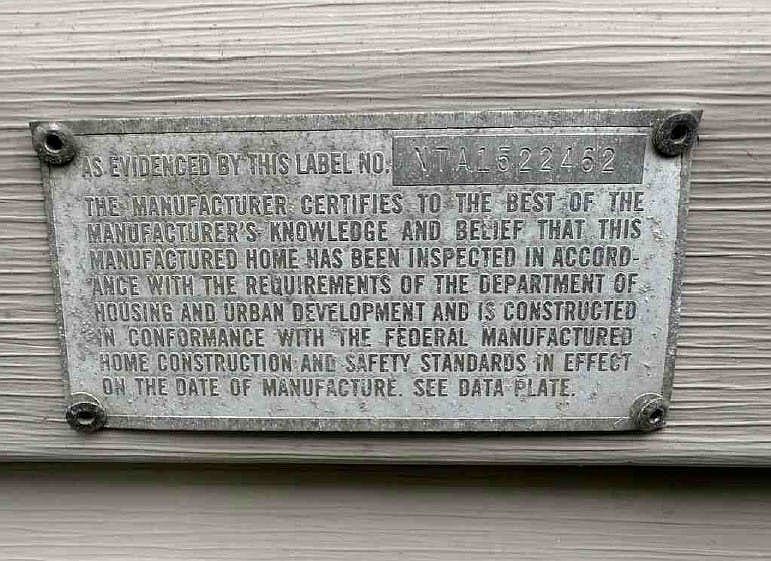 AS EVIDENCED BY THIS LABEL NO. NTA1522462
THE MANUFACTURER CERTIFIES TO THE BEST OF THE
MANUFACTURER'S KNOWLEDGE AND BELIEF THAT THIS
MANUFACTURED HOME HAS BEEN INSPECTED IN ACCORD-
ANCE WITH THE REQUIREMENTS OF THE DEPARTMENT OF
HOUSING AND URBAN DEVELOPMENT AND IS CONSTRUCTED
IN CONFORMANCE WITH THE FEDERAL MANUFACTURED
HOME CONSTRUCTION AND SAFETY STANDARDS IN EFFECT
ON THE DATE OF MANUFACTURE. SEE DATA PLATE.